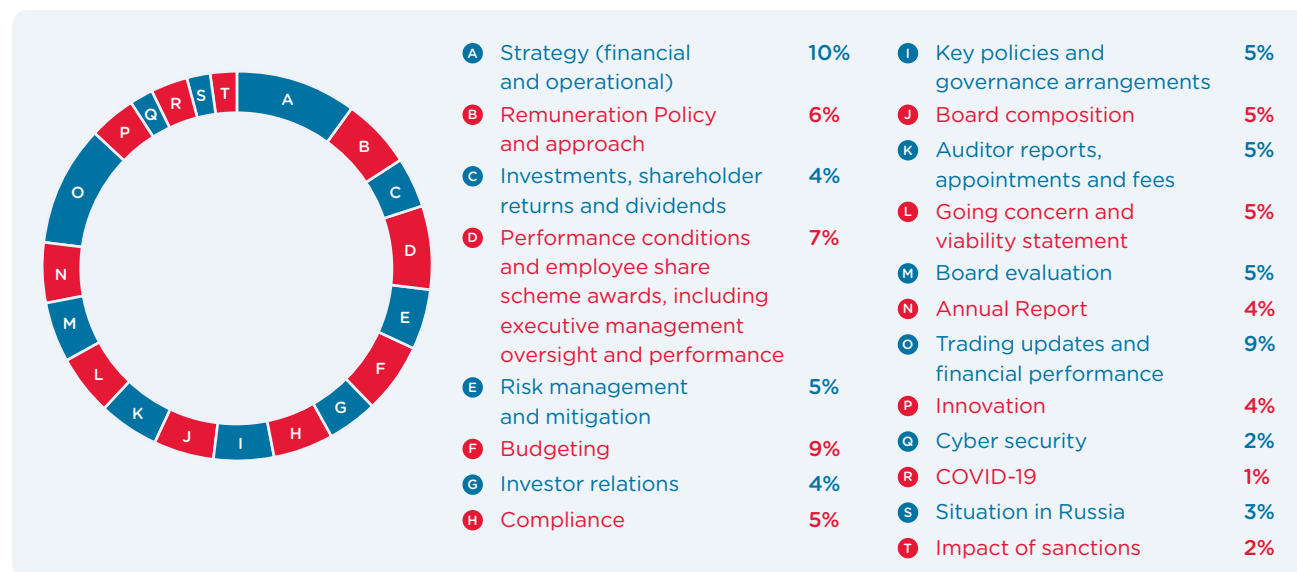 A
B
C
D
E
F
G
H
I
J
K
L
M
N
O
P
Q
R
S
T
A Strategy (financial 10%
and operational)
B Remuneration Policy 6%
and approach
C Investments, shareholder 4%
returns and dividends
D Performance conditions 7%
and employee share
scheme awards, including
executive management
oversight and performance
E Risk management 5%
and mitigation
F Budgeting 9%
G Investor relations 4%
H Compliance 5%
I Key policies and 5%
governance arrangements
J Board composition 5%
K Auditor reports, 5%
appointments and fees
L Going concern and 5%
viability statement
M Board evaluation 5%
N Annual Report 4%
O Trading updates and 9%
financial performance
P Innovation 4%
Q Cyber security 2%
R COVID-19 1%
S Situation in Russia 3%
T Impact of sanctions 2%